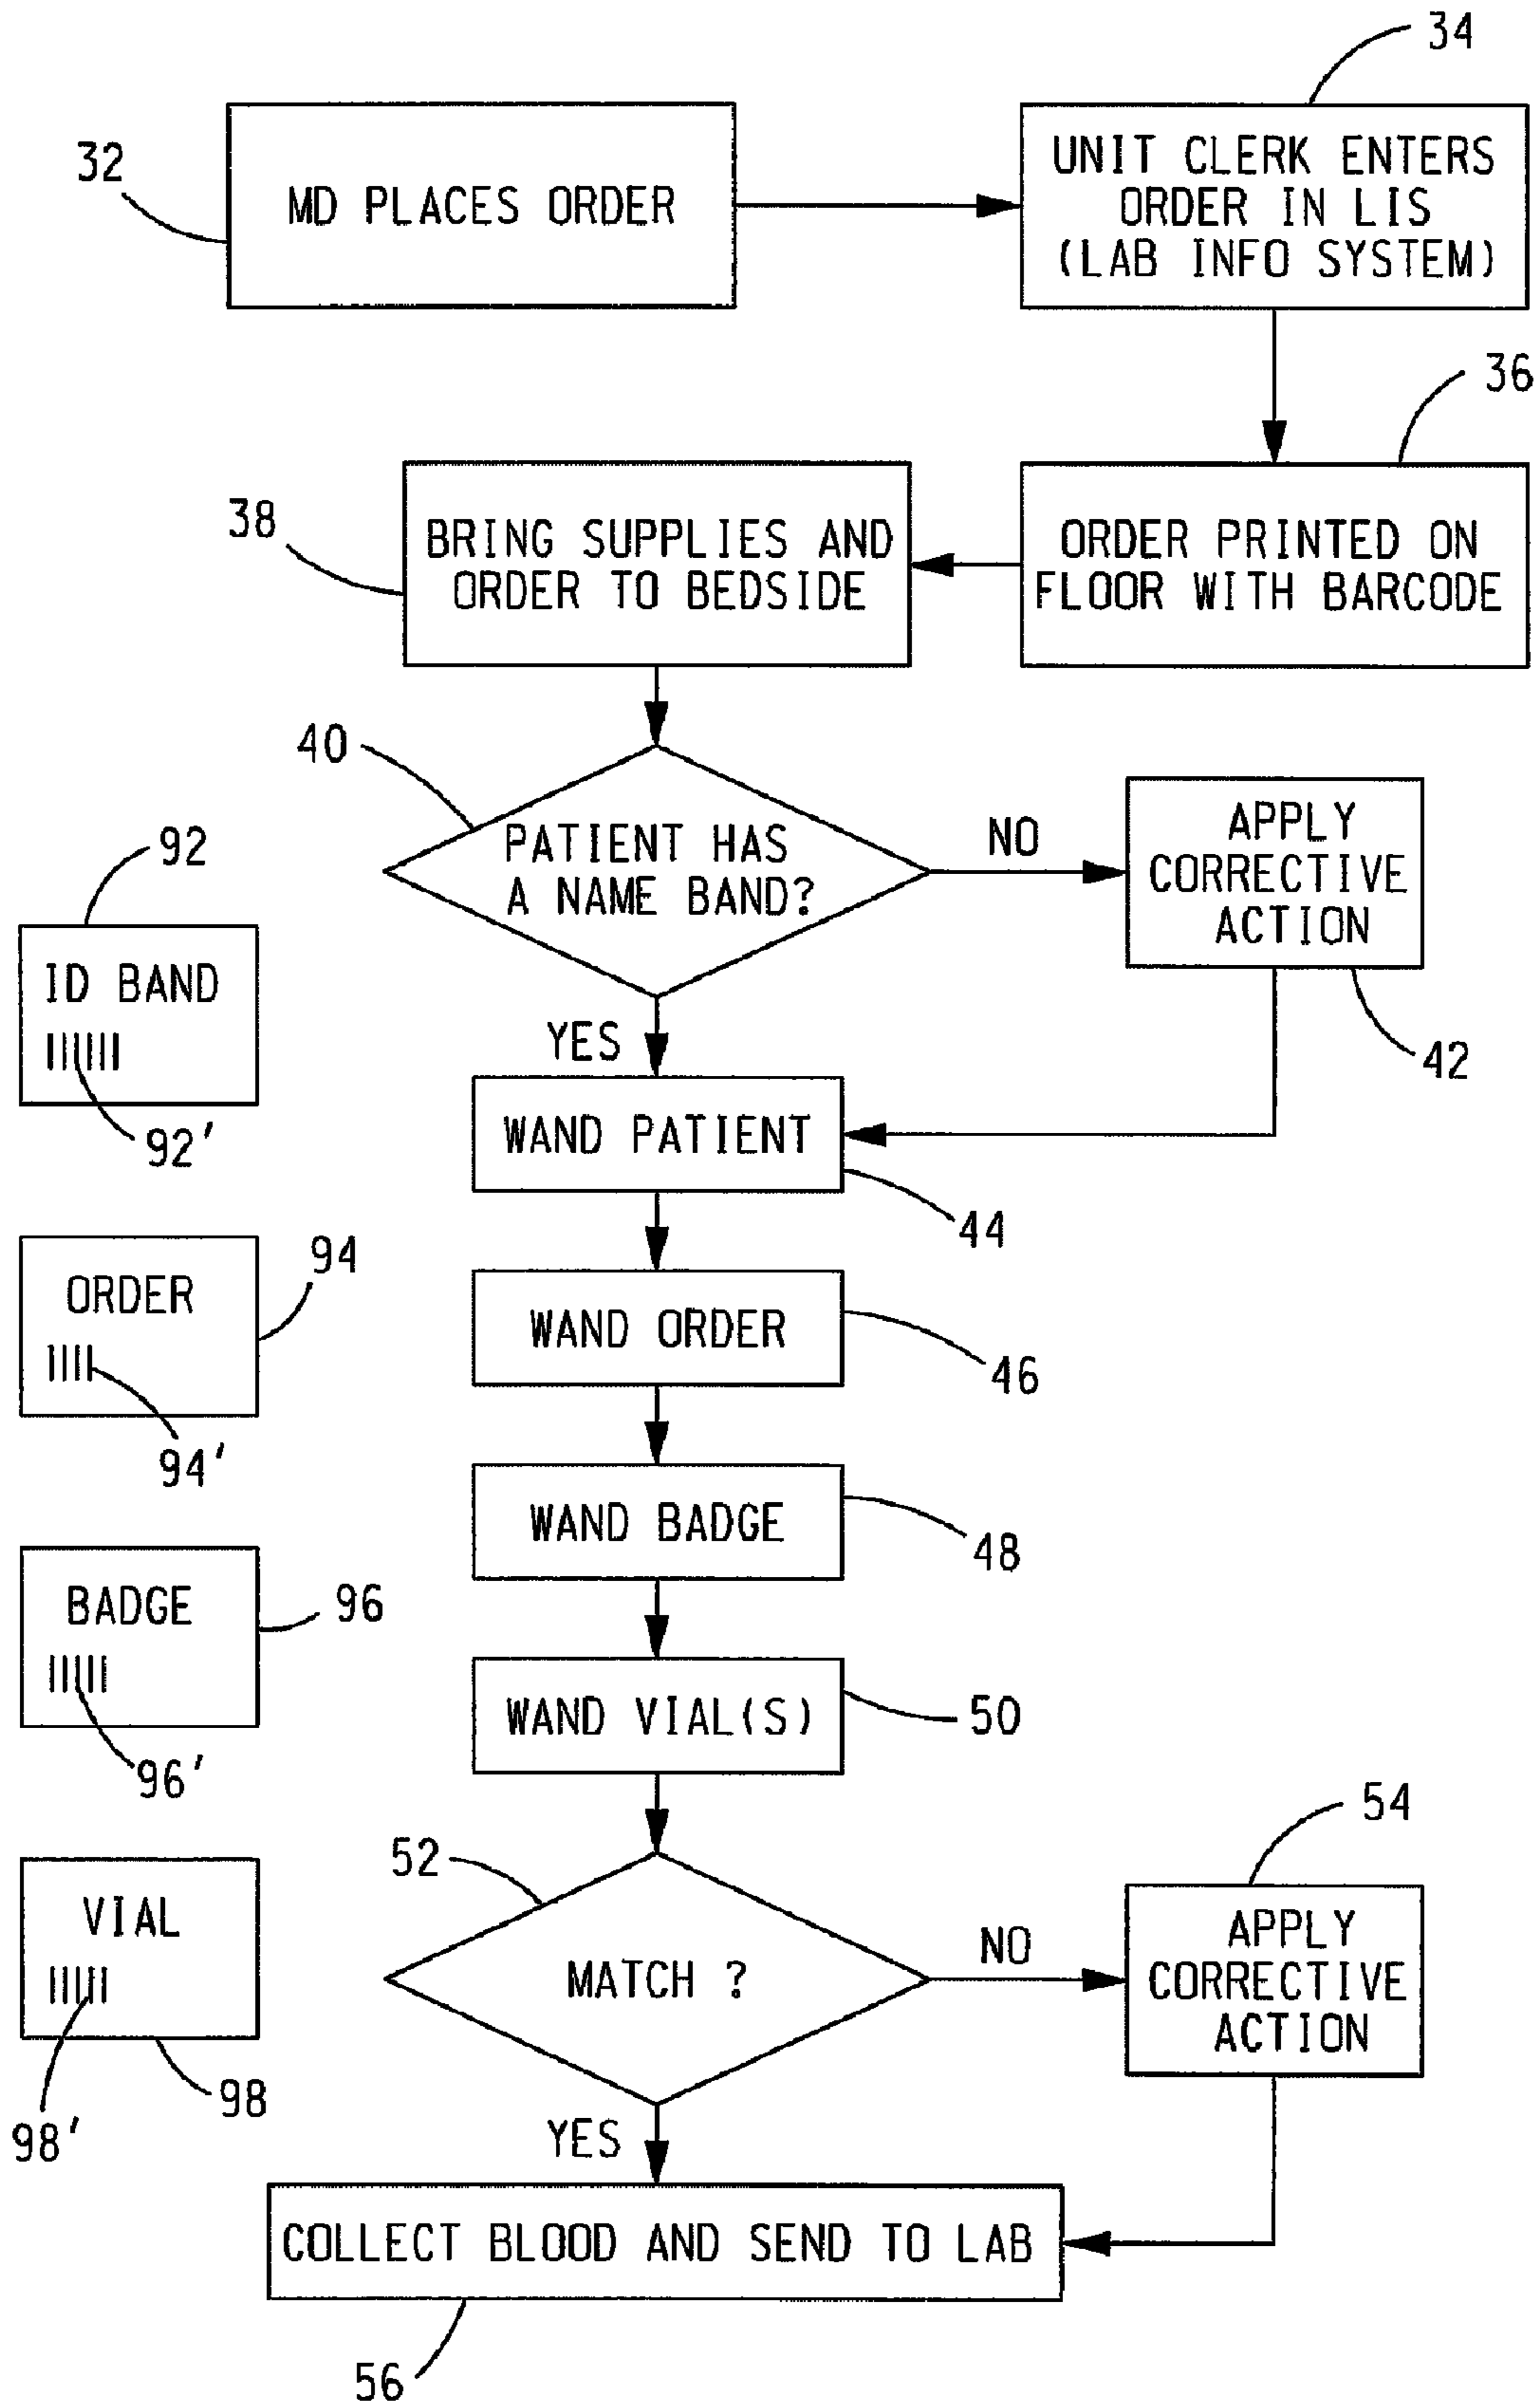 34
32
MD PLACES ORDER
UNIT CLERK ENTERS
ORDER IN LIS
(LAB INFO SYSTEM)
36
38
BRING SUPPLIES AND
ORDER TO BEDSIDE
ORDER PRINTED ON
FLOOR WITH BARCODE
40
PATIENT HAS
A NAME BAND?
NO
APPLY
CORRECTIVE
ACTION
42
92
ID BAND
92'
YES
WAND PATIENT
44
ORDER
94
94'
WAND ORDER
46
WAND BADGE
48
BADGE
96
96'
WAND VIAL(S)
50
52
MATCH ?
NO
54
APPLY
CORRECTIVE
ACTION
VIAL
98
98'
YES
COLLECT BLOOD AND SEND TO LAB
56